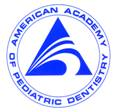 AMERICAN ACADEMY
OF PEDIATRIC DENTISTRY